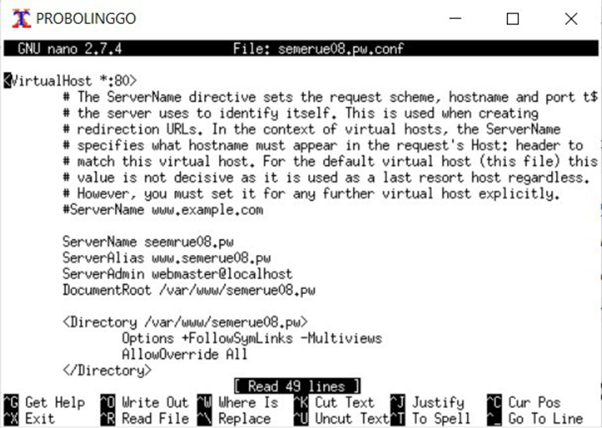 PROBOLINGGO
GNU nano 2.7.4 File: semerue08.pw.conf
<VirtualHost *:80>
# The ServerName directive sets the request scheme, hostname and port t$
# the server uses to identify itself. This is used when creating
# redirection URLs. In the context of virtual hosts, the ServerName
# specifies what hostname must appear in the request's Host: header to
# match this virtual host. For the default virtual host (this file) this
# value is not decisive as it is used as a last resort host regardless.
# However, you must set it for any further virtual host explicitly.
#ServerName www.example.com
ServerName seemrue08.pw
ServerAlias www.semerue08.pw
ServerAdmin webmaster@localhost
DocumentRoot /var/www/semerue08.pw
<Directory /var/www/semerue08.pw>
Options +FollowSymLinks -Multiviews
AllowOverride All
</Directory>
[ Read 49 lines ]
^G Get Help ^O Write Out ^W Where Is ^K Cut Text ^J Justify ^C Cur Pos
^X Exit ^R Read File ^\ Replace ^U Uncut Text ^T To Spell ^_ Go To Line